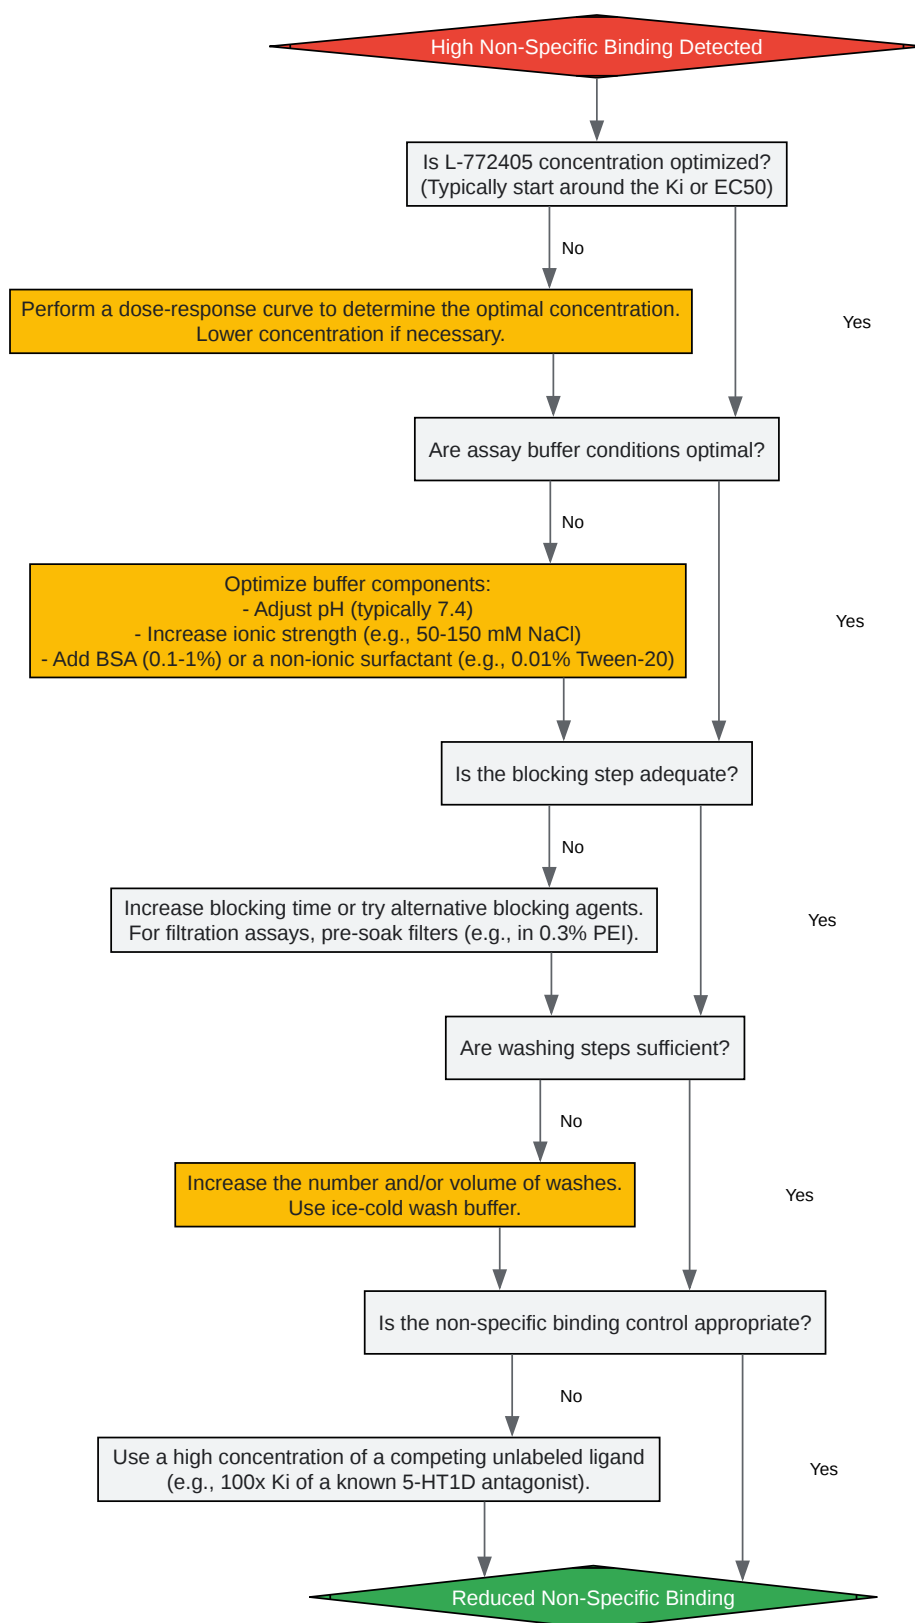 High Non-Specific Binding Detected
Is L-772405 concentration optimized?
(Typically start around the Ki or EC50)
No
Perform a dose-response curve to determine the optimal concentration.
Lower concentration if necessary.
Yes
Are assay buffer conditions optimal?
No
Optimize buffer components:
- Adjust pH (typically 7.4)
- Increase ionic strength (e.g., 50-150 mM NaCl)
- Add BSA (0.1-1%) or a non-ionic surfactant (e.g., 0.01% Tween-20)
Yes
Is the blocking step adequate?
No
Increase blocking time or try alternative blocking agents.
For filtration assays, pre-soak filters (e.g., in 0.3% PEI).
Yes
Are washing steps sufficient?
No
Increase the number and/or volume of washes.
Use ice-cold wash buffer.
Yes
Is the non-specific binding control appropriate?
No
Use a high concentration of a competing unlabeled ligand
(e.g., 100x Ki of a known 5-HT1D antagonist).
Yes
Reduced Non-Specific Binding